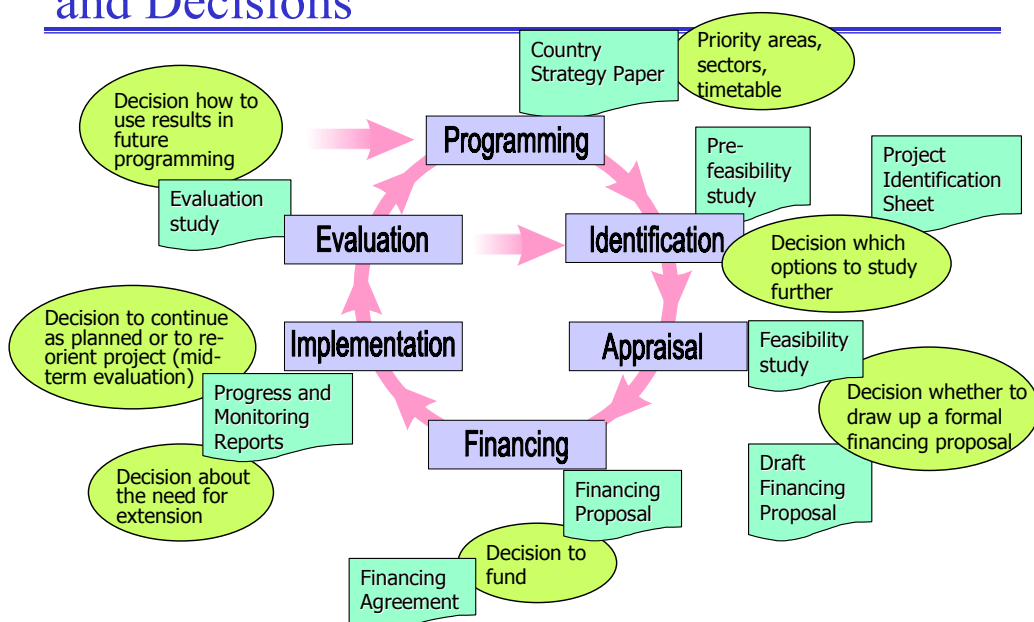 and Decisions
Country
Strategy Paper
Priority areas,
sectors,
timetable
Decision how to
use results in
future
programming
Programming
Pre-
feasibility
study
Project
Identification
Sheet
Evaluation
study
Evaluation
Identification
Decision which
options to study
further
Decision to continue
as planned or to re-
orient project (mid-
term evaluation)
Implementation
Appraisal
Feasibility
study
Progress and
Monitoring
Reports
Decision whether to
draw up a formal
financing proposal
Financing
Decision about
the need for
extension
Financing
Proposal
Draft
Financing
Proposal
Decision to
fund
Financing
Agreement